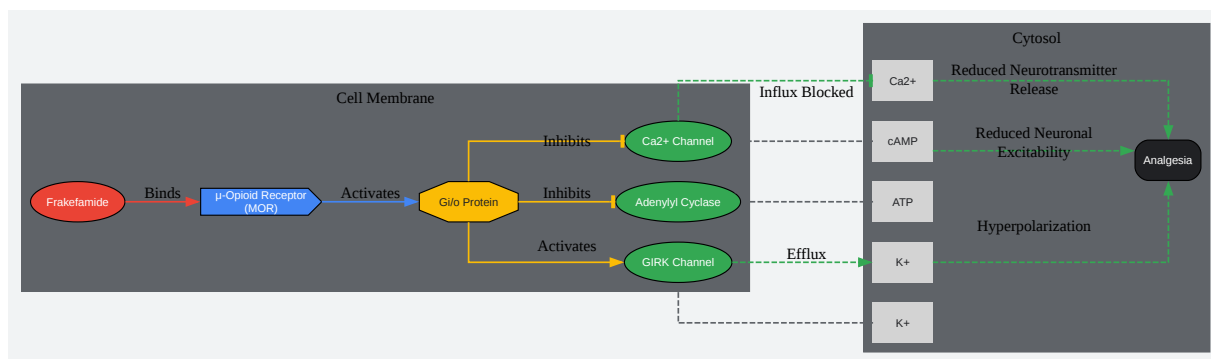 Cytosol
Cell Membrane
Frakefamide
Binds
μ-Opioid Receptor
(MOR)
Activates
Gi/o Protein
Inhibits
Ca2+ Channel
Inhibits
Adenylyl Cyclase
Activates
GIRK Channel
Influx Blocked
Efflux
Ca2+
cAMP
ATP
K+
K+
Reduced Neurotransmitter
Release
Reduced Neuronal
Excitability
Hyperpolarization
Analgesia